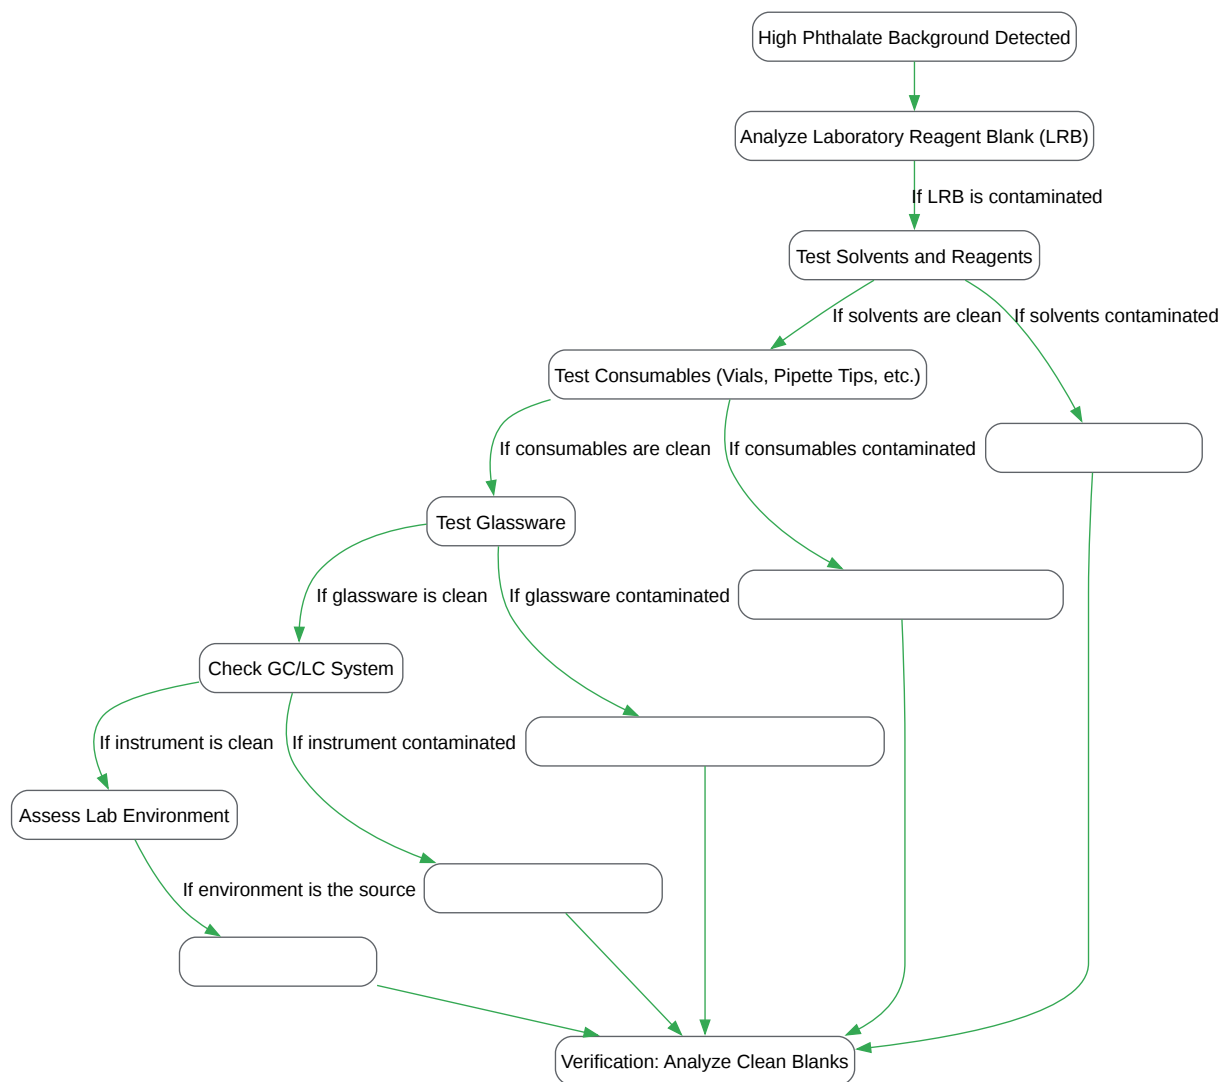 High Phthalate Background Detected
Analyze Laboratory Reagent Blank (LRB)
If LRB is contaminated
Test Solvents and Reagents
If solvents are clean
If solvents contaminated
Test Consumables (Vials, Pipette Tips, etc.)
If consumables are clean
If consumables contaminated
Test Glassware
If glassware is clean
If glassware contaminated
Check GC/LC System
If instrument is clean
If instrument contaminated
Assess Lab Environment
If environment is the source
Verification: Analyze Clean Blanks